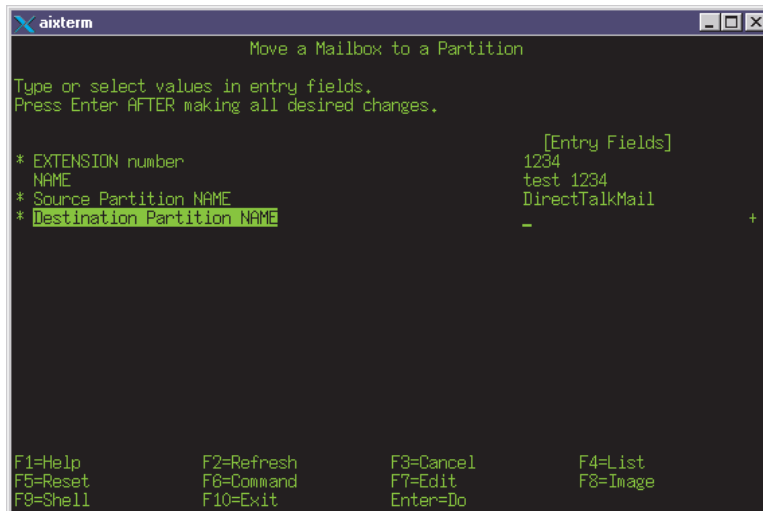 aixterm
Move a Mailbox to a Partition
Type or select values in entry fields.
Press Enter AFTER making all desired changes.
[Entry Fields]
* EXTENSION number 1234
NAME test 1234
* Source Partition NAME DirectTalkMail
* Destination Partition NAME _ +
F1=Help F2=Refresh F3=Cancel F4=List
F5=Reset F6=Command F7=Edit F8=Image
F9=Shell F10=Exit Enter=Do